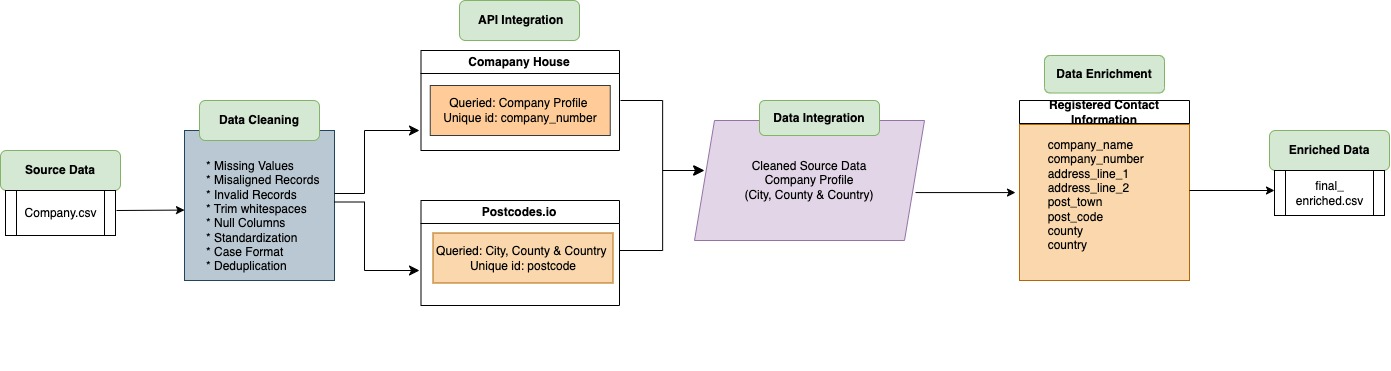 Source Data
Company.csv
Data Cleaning
* Missing Values
* Misaligned Records
* Invalid Records
* Trim whitespaces
* Null Columns
* Standardization
* Case Format
* Deduplication
API Integration
Comapany House
Queried: Company Profile
Unique id: company_number
Postcodes.io
Queried: City, County & Country
Unique id: postcode
Data Integration
Cleaned Source Data
Company Profile
(City, County & Country)
Data Enrichment
Registered Contact
Information
company_name
company_number
address_line_1
address_line_2
post_town
post_code
county
country
Enriched Data
final_
enriched.csv